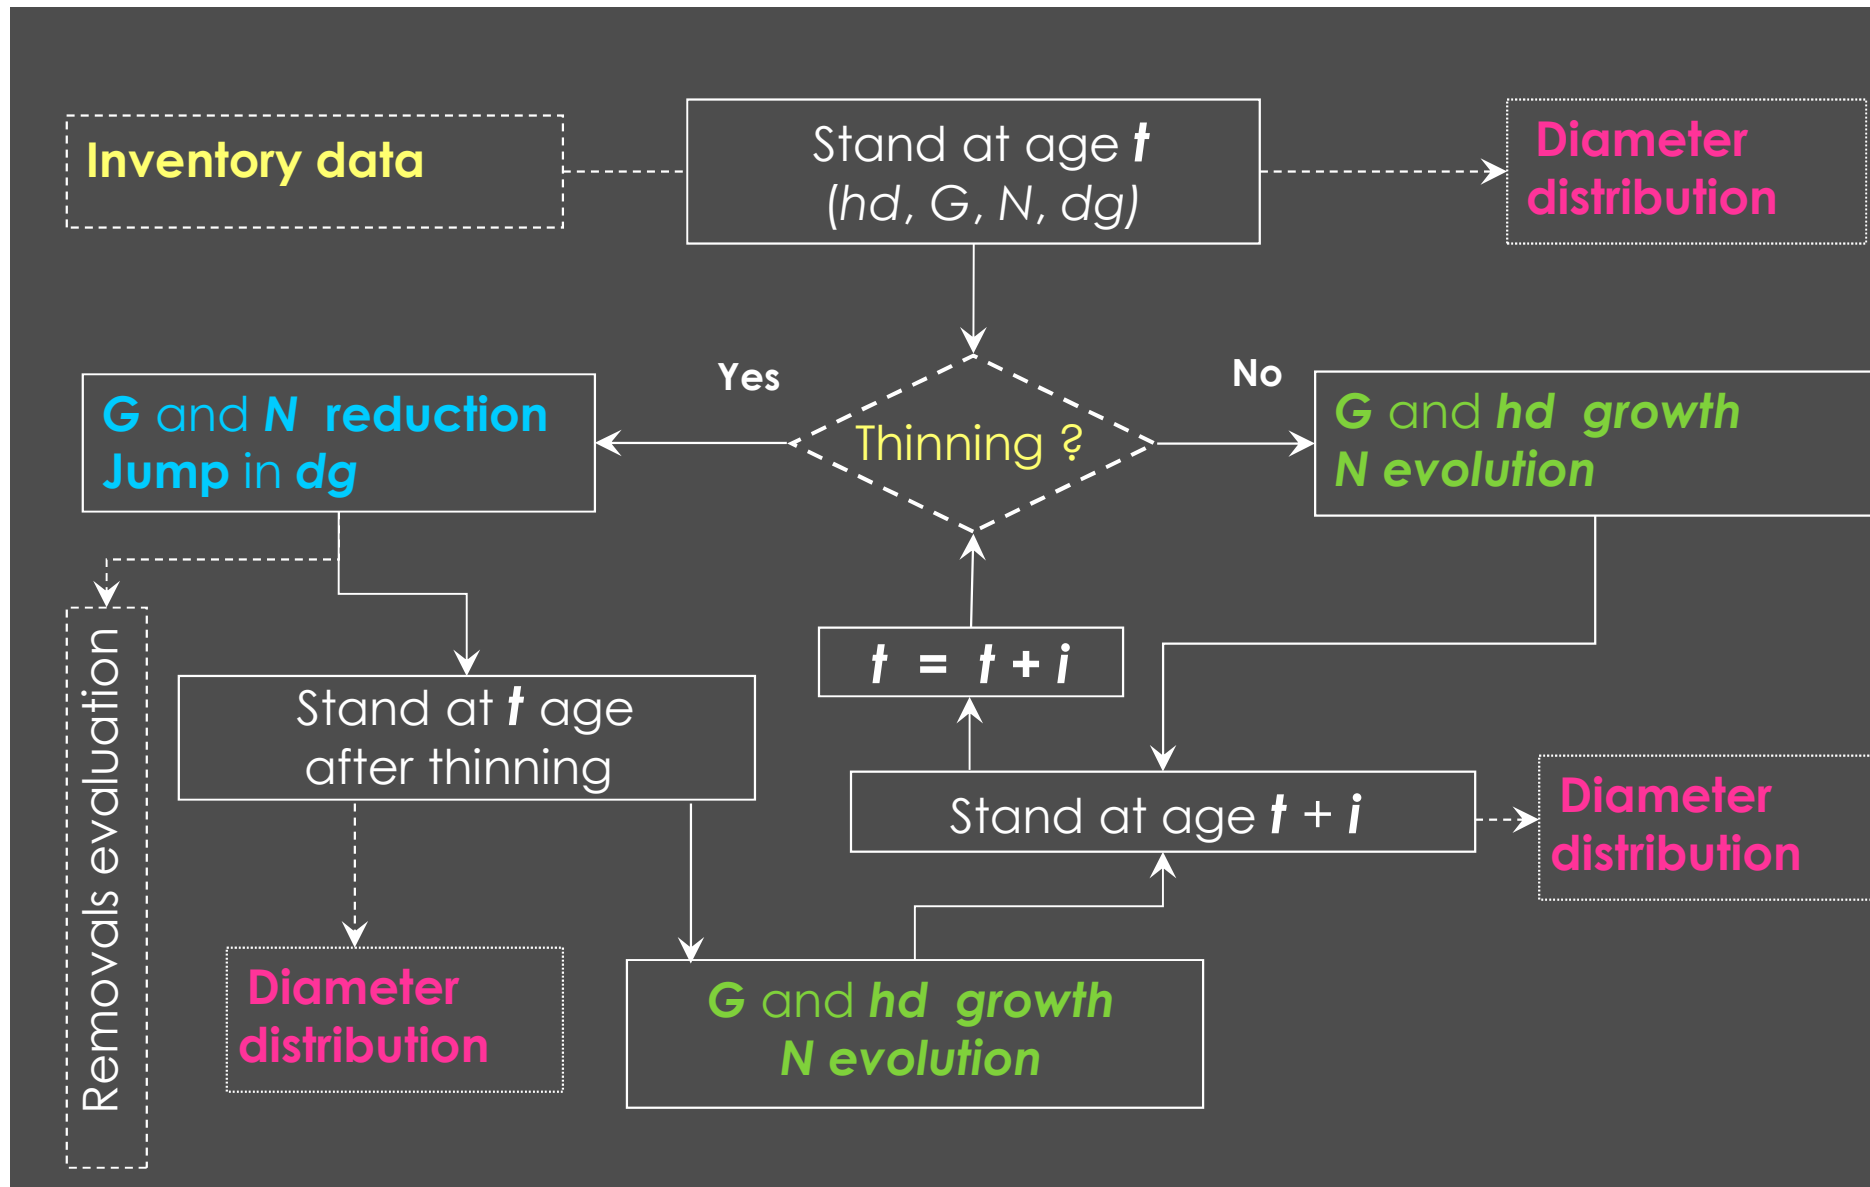 Inventory data
Stand at age t
(hd, G, N, dg)
Diameter
distribution
Yes
No
G and N reduction
Jump in dg
Thinning ?
G and hd growth
N evolution
t = t + i
Removals evaluation
Stand at t age
after thinning
Stand at age t + i
Diameter
distribution
Diameter
distribution
G and hd growth
N evolution